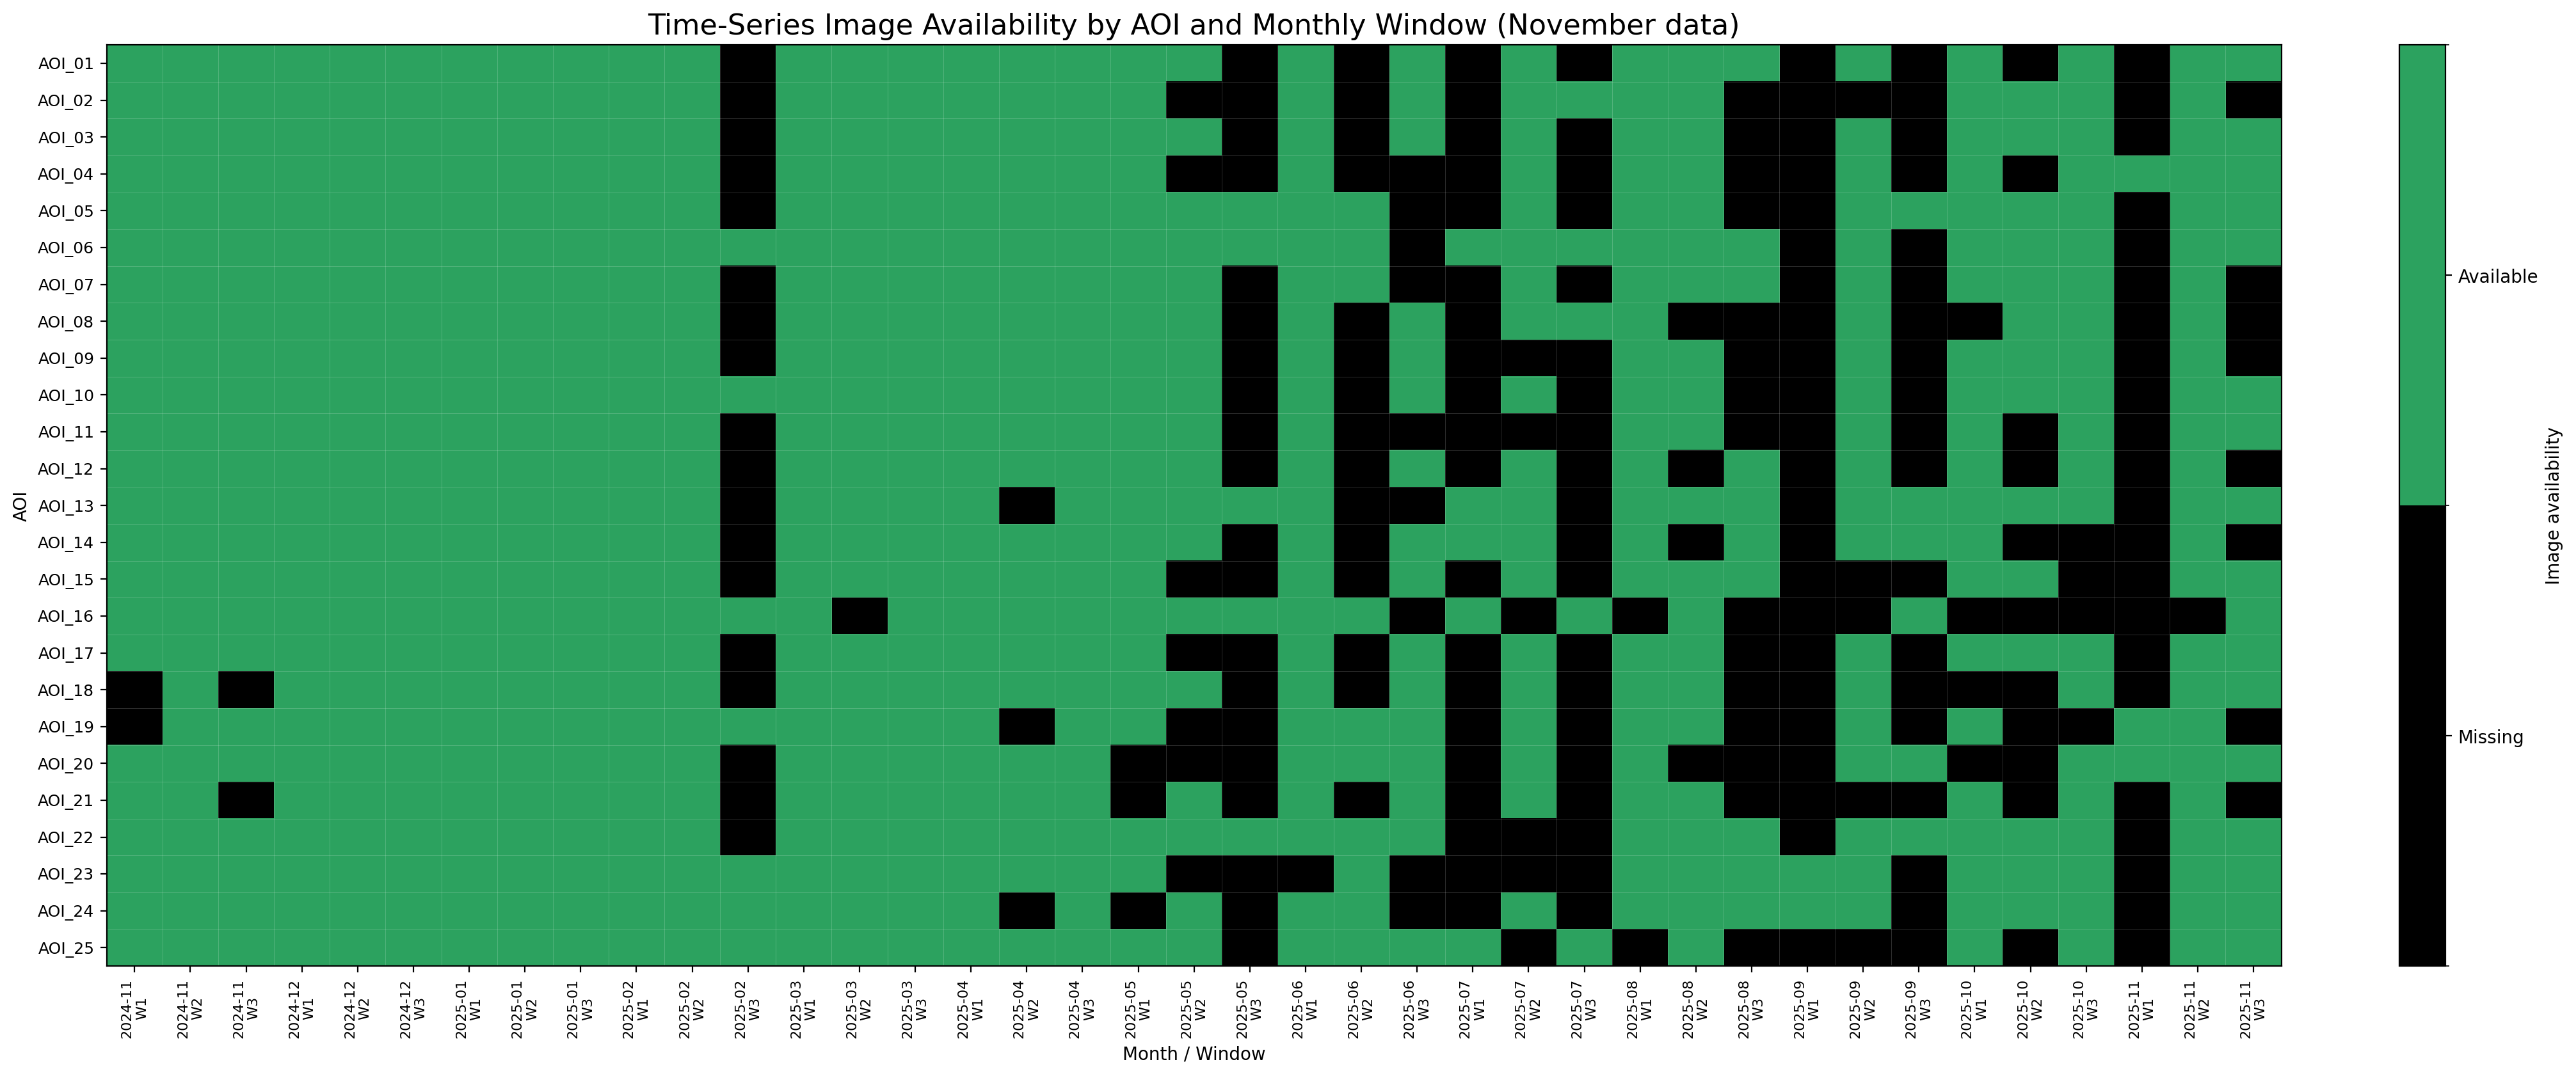 Time-Series Image Availability by AOI and Monthly Window (November data)
AOI_01
AOI_02
AOI_03
AOI_04
AOI_05
AOI_06
AOI_07
AOI_08
AOI_09
AOI_10
AOI_11
AOI_12
AOI_13
AOI_14
AOI_15
AOI_16
AOI_17
AOI_18
AOI_19
AOI_20
AOI_21
AOI_22
AOI_23
AOI_24
AOI_25
AOI
2024-11
W1
2024-11
W2
2024-11
W3
2024-12
W1
2024-12
W2
2024-12
W3
2025-01
W1
2025-01
W2
2025-01
W3
2025-02
W1
2025-02
W2
2025-02
W3
2025-03
W1
2025-03
W2
2025-03
W3
2025-04
W1
2025-04
W2
2025-04
W3
2025-05
W1
2025-05
W2
2025-05
W3
2025-06
W1
2025-06
W2
2025-06
W3
2025-07
W1
2025-07
W2
2025-07
W3
2025-08
W1
2025-08
W2
2025-08
W3
2025-09
W1
2025-09
W2
2025-09
W3
2025-10
W1
2025-10
W2
2025-10
W3
2025-11
W1
2025-11
W2
2025-11
W3
Month / Window
Available
Missing
Image availability